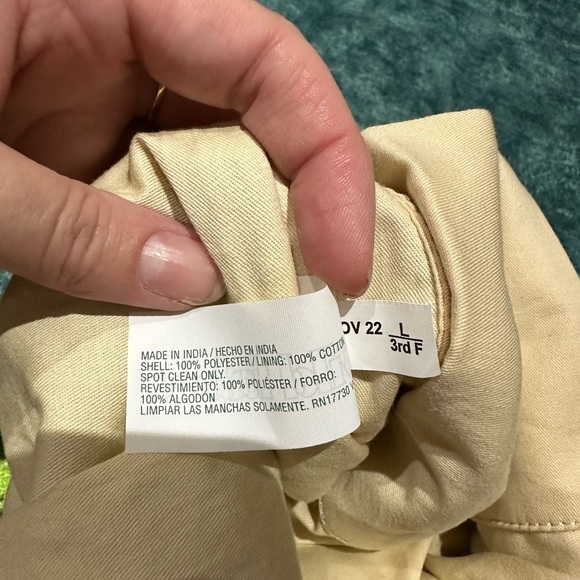 MADE IN INDIA / HECHO EN INDIA
SHELL: 100% POLYESTER / LINING: 100% COTTON
SPOT CLEAN ONLY.
REVESTIMIENTO: 100% POLIÉSTER / FORRO:
100% ALGODÓN
LIMPIAR LAS MANCHAS SOLAMENTE. RN17730
OV 22 L
3rd F